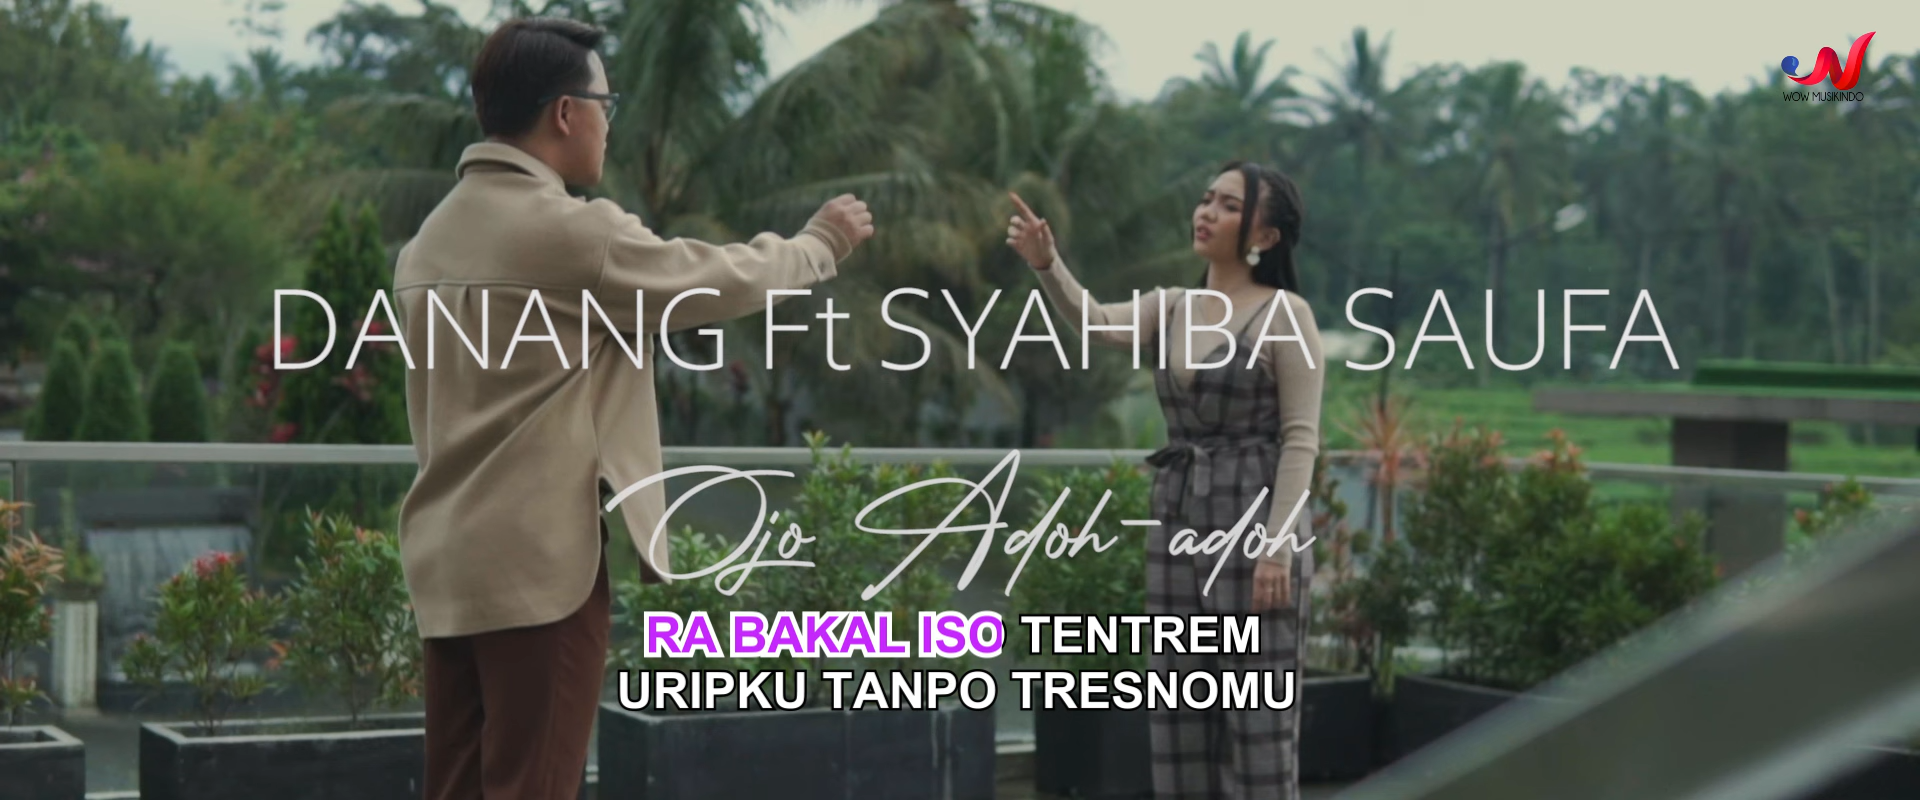 WOW MUSIKINDO
DANANG Ft SYAHIBA SAUFA
Ojo Adoh-adoh
RA BAKAL ISO TENTREM
URIPKU TANPO TRESNOMU